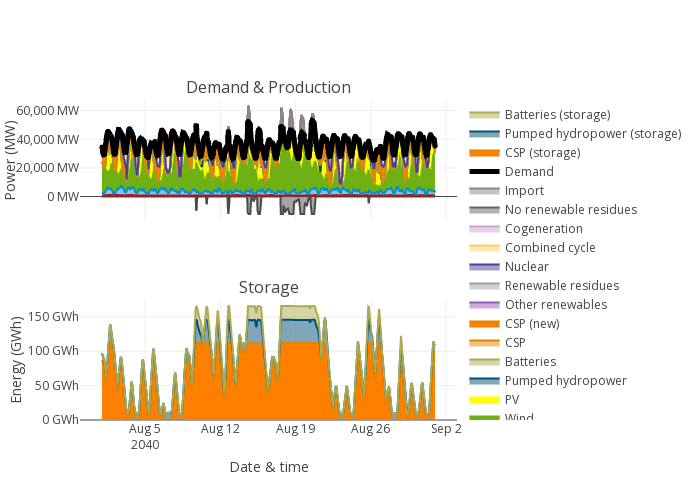 Demand & Production
60,000 MW
40,000 MW
20,000 MW
0 MW
Power (MW)
Storage
150 GWh
100 GWh
50 GWh
0 GWh
Energy (GWh)
Aug 5
2040
Aug 12
Aug 19
Aug 26
Sep 2
Date & time
Batteries (storage)
Pumped hydropower (storage)
CSP (storage)
Demand
Import
No renewable residues
Cogeneration
Combined cycle
Nuclear
Renewable residues
Other renewables
CSP (new)
CSP
Batteries
Pumped hydropower
PV
Wind